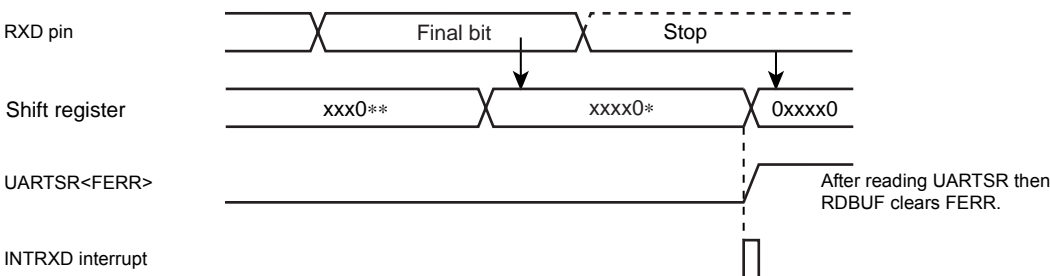 RXD pin
Final bit
Stop
Shift register
xxx0**
xxxx0*
0xxxx0
UARTSR<FERR>
After reading UARTSR then
RDBUF clears FERR.
INTRXD interrupt